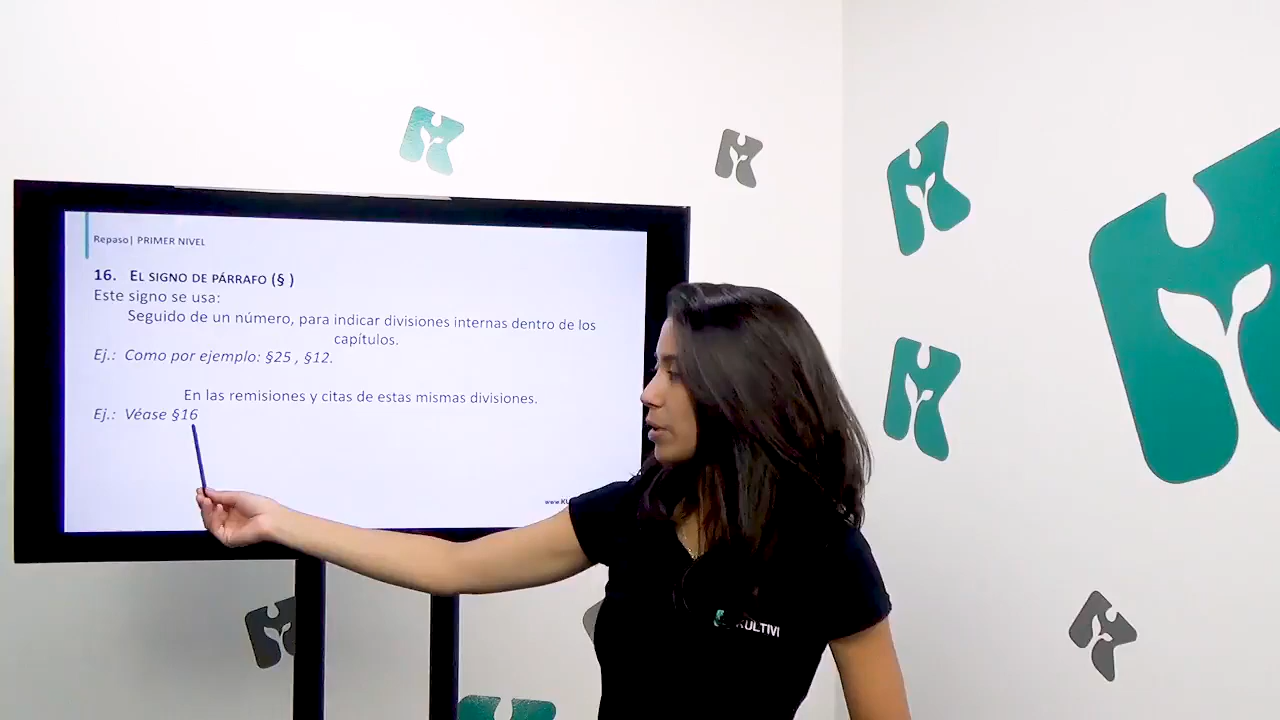 Repaso| PRIMER NIVEL
16. EL SIGNO DE PÁRRAFO (§ )
Este signo se usa:
Seguido de un número, para indicar divisiones internas dentro de los
capítulos.
Ej.: Como por ejemplo: §25 , §12.
En las remisiones y citas de estas mismas divisiones.
Ej.: Véase §16
KULTIVI